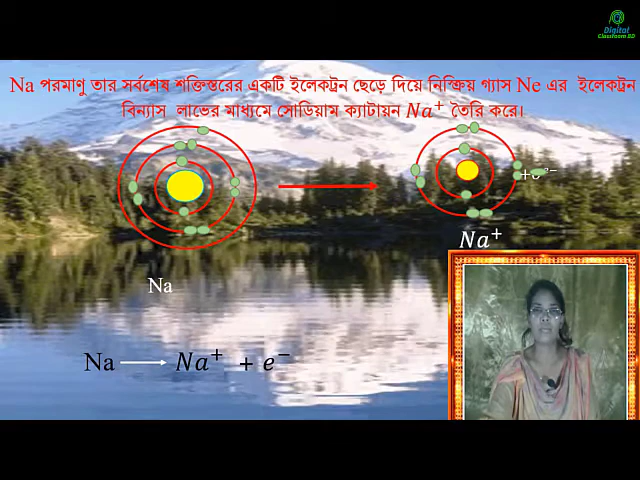 Digital
Classroom BD
Na পরমাণু তার সর্বশেষ শক্তিস্তরের একটি ইলেকট্রন ছেড়ে দিয়ে নিষ্ক্রিয় গ্যাস Ne এর ইলেকট্রন
বিন্যাস লাভের মাধ্যমে সোডিয়াম ক্যাটায়ন Na⁺ তৈরি করে।
Na⁺
Na
Na ⟶ Na⁺ + e⁻